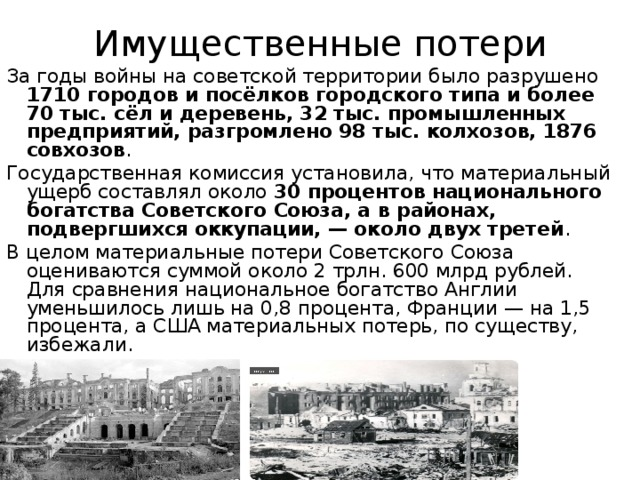 Имущественные потери
За годы войны на советской территории было разрушено
1710 городов и посёлков городского типа и более
70 тыс. сёл и деревень, 32 тыс. промышленных
предприятий, разгромлено 98 тыс. колхозов, 1876
совхозов.
Государственная комиссия установила, что материальный
ущерб составлял около 30 процентов национального
богатства Советского Союза, а в районах,
подвергшихся оккупации, — около двух третей.
В целом материальные потери Советского Союза
оцениваются суммой около 2 трлн. 600 млрд рублей.
Для сравнения национальное богатство Англии
уменьшилось лишь на 0,8 процента, Франции — на 1,5
процента, а США материальных потерь, по существу,
избежали.